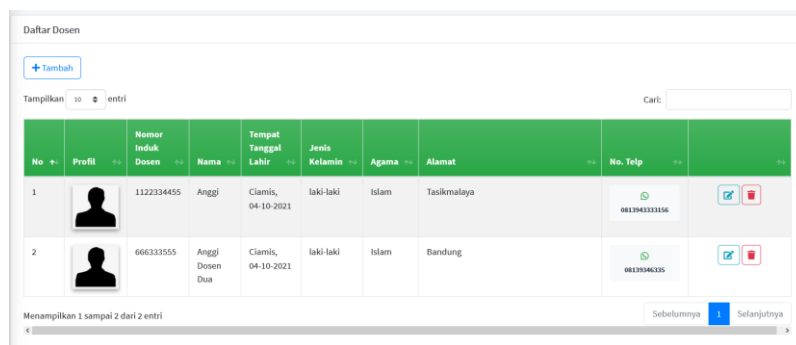 Daftar Dosen
+ Tambah
Tampilkan 10 entri
Cari:
No Profil Nomor Induk Dosen Nama Tempat Tanggal Lahir Jenis Kelamin Agama Alamat No. Telp
1 1122334455 Anggi Ciamis, 04-10-2021 laki-laki Islam Tasikmalaya 0813943333156
2 666333555 Anggi Dosen Dua Ciamis, 04-10-2021 laki-laki Islam Bandung 08139346335
Menampilkan 1 sampai 2 dari 2 entri
Sebelumnya 1 Selanjutnya